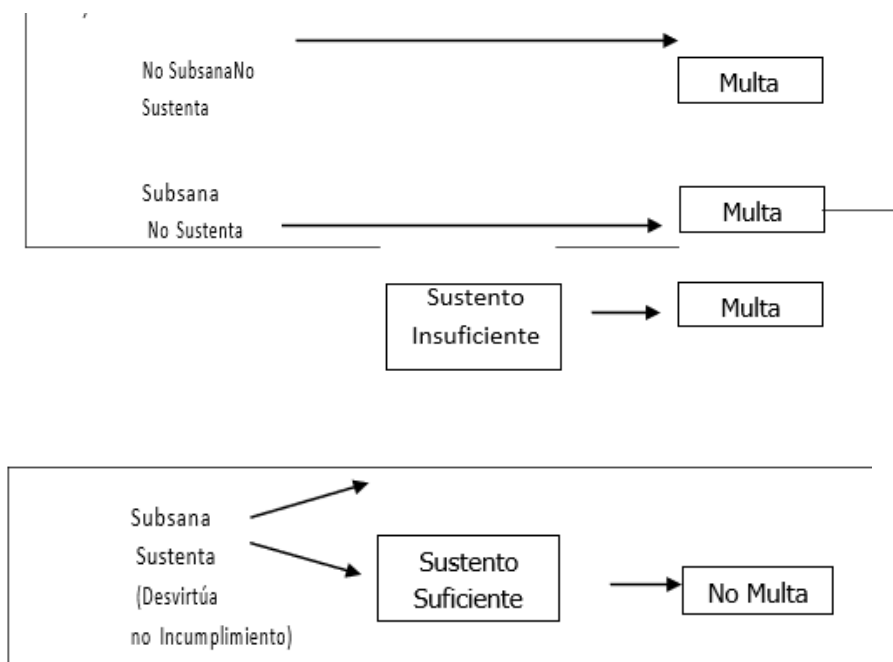 No SubsanaNo
Sustenta
Multa
Subsana
No Sustenta
Multa
Sustento
Insuficiente
Multa
Subsana
Sustenta
(Desvirtúa
no Incumplimiento)
Sustento
Suficiente
No Multa